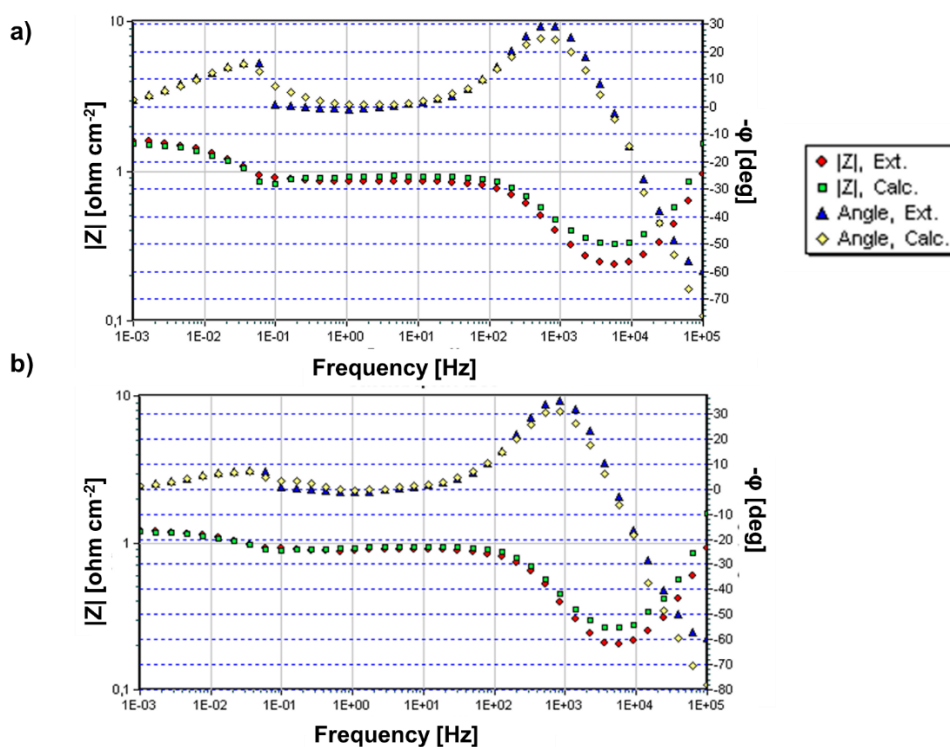 a)
10
1
0,1
|Z| [ohm cm-2]
30
20
10
0
-10
-20
-30
-40
-50
-60
-70
-φ [deg]
1E-03 1E-02 1E-01 1E+00 1E+01 1E+02 1E+03 1E+04 1E+05
Frequency [Hz]
|Z|, Ext.
|Z|, Calc.
Angle, Ext.
Angle, Calc.
b)
10
1
0,1
|Z| [ohm cm-2]
30
20
10
0
-10
-20
-30
-40
-50
-60
-70
-80
-φ [deg]
1E-03 1E-02 1E-01 1E+00 1E+01 1E+02 1E+03 1E+04 1E+05
Frequency [Hz]